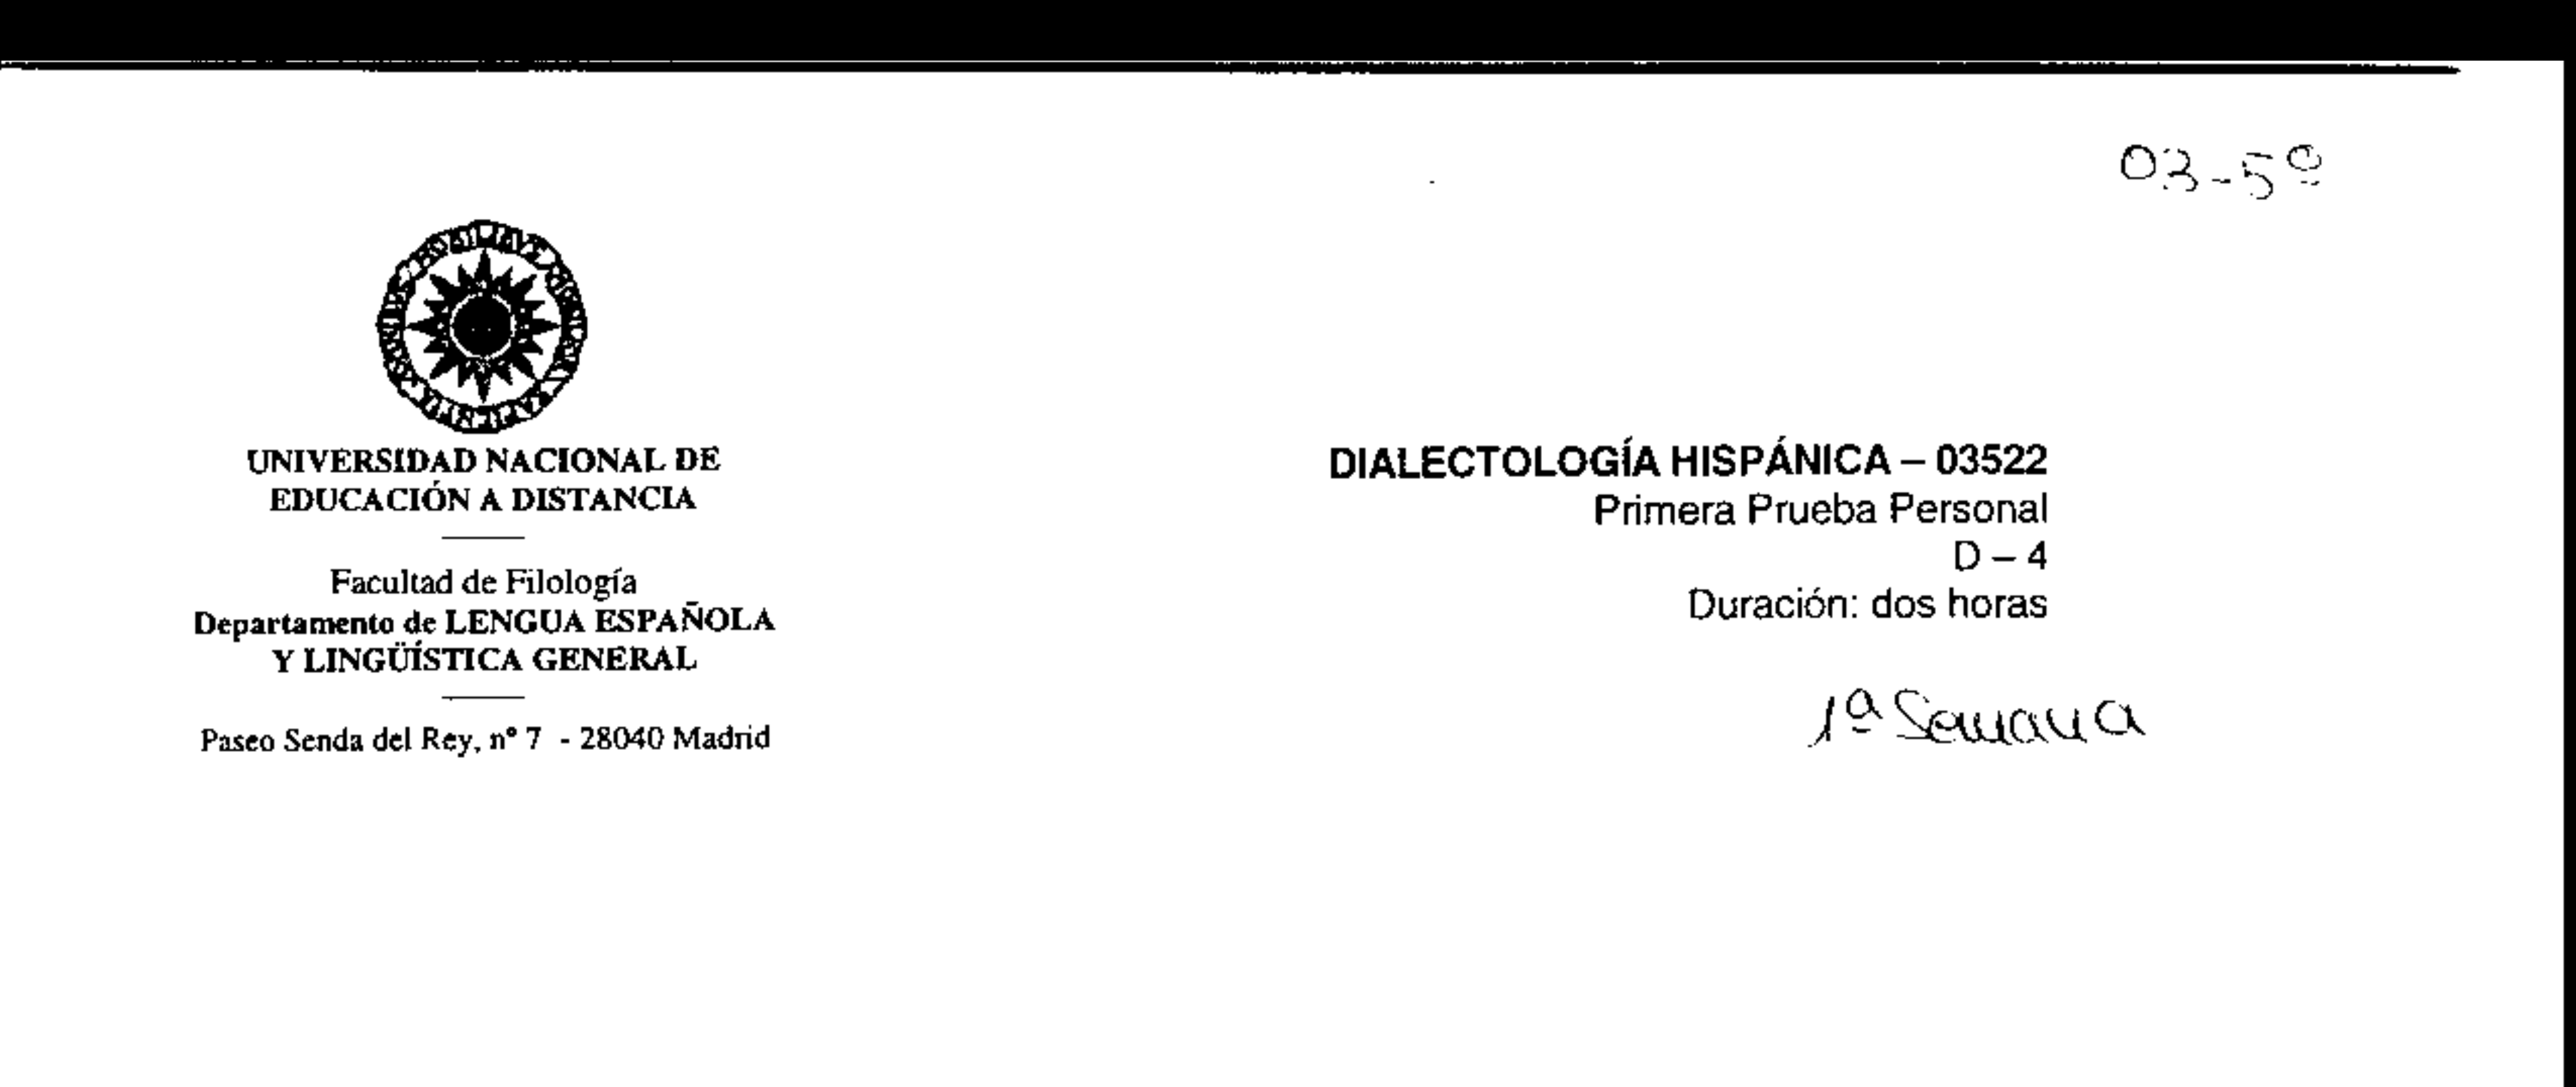 03-5º
UNIVERSIDAD NACIONAL DE
EDUCACIÓN A DISTANCIA
Facultad de Filología
Departamento de LENGUA ESPAÑOLA
Y LINGÜÍSTICA GENERAL
Paseo Senda del Rey, nº 7 - 28040 Madrid
DIALECTOLOGÍA HISPÁNICA – 03522
Primera Prueba Personal
D – 4
Duración: dos horas
1ª Semana